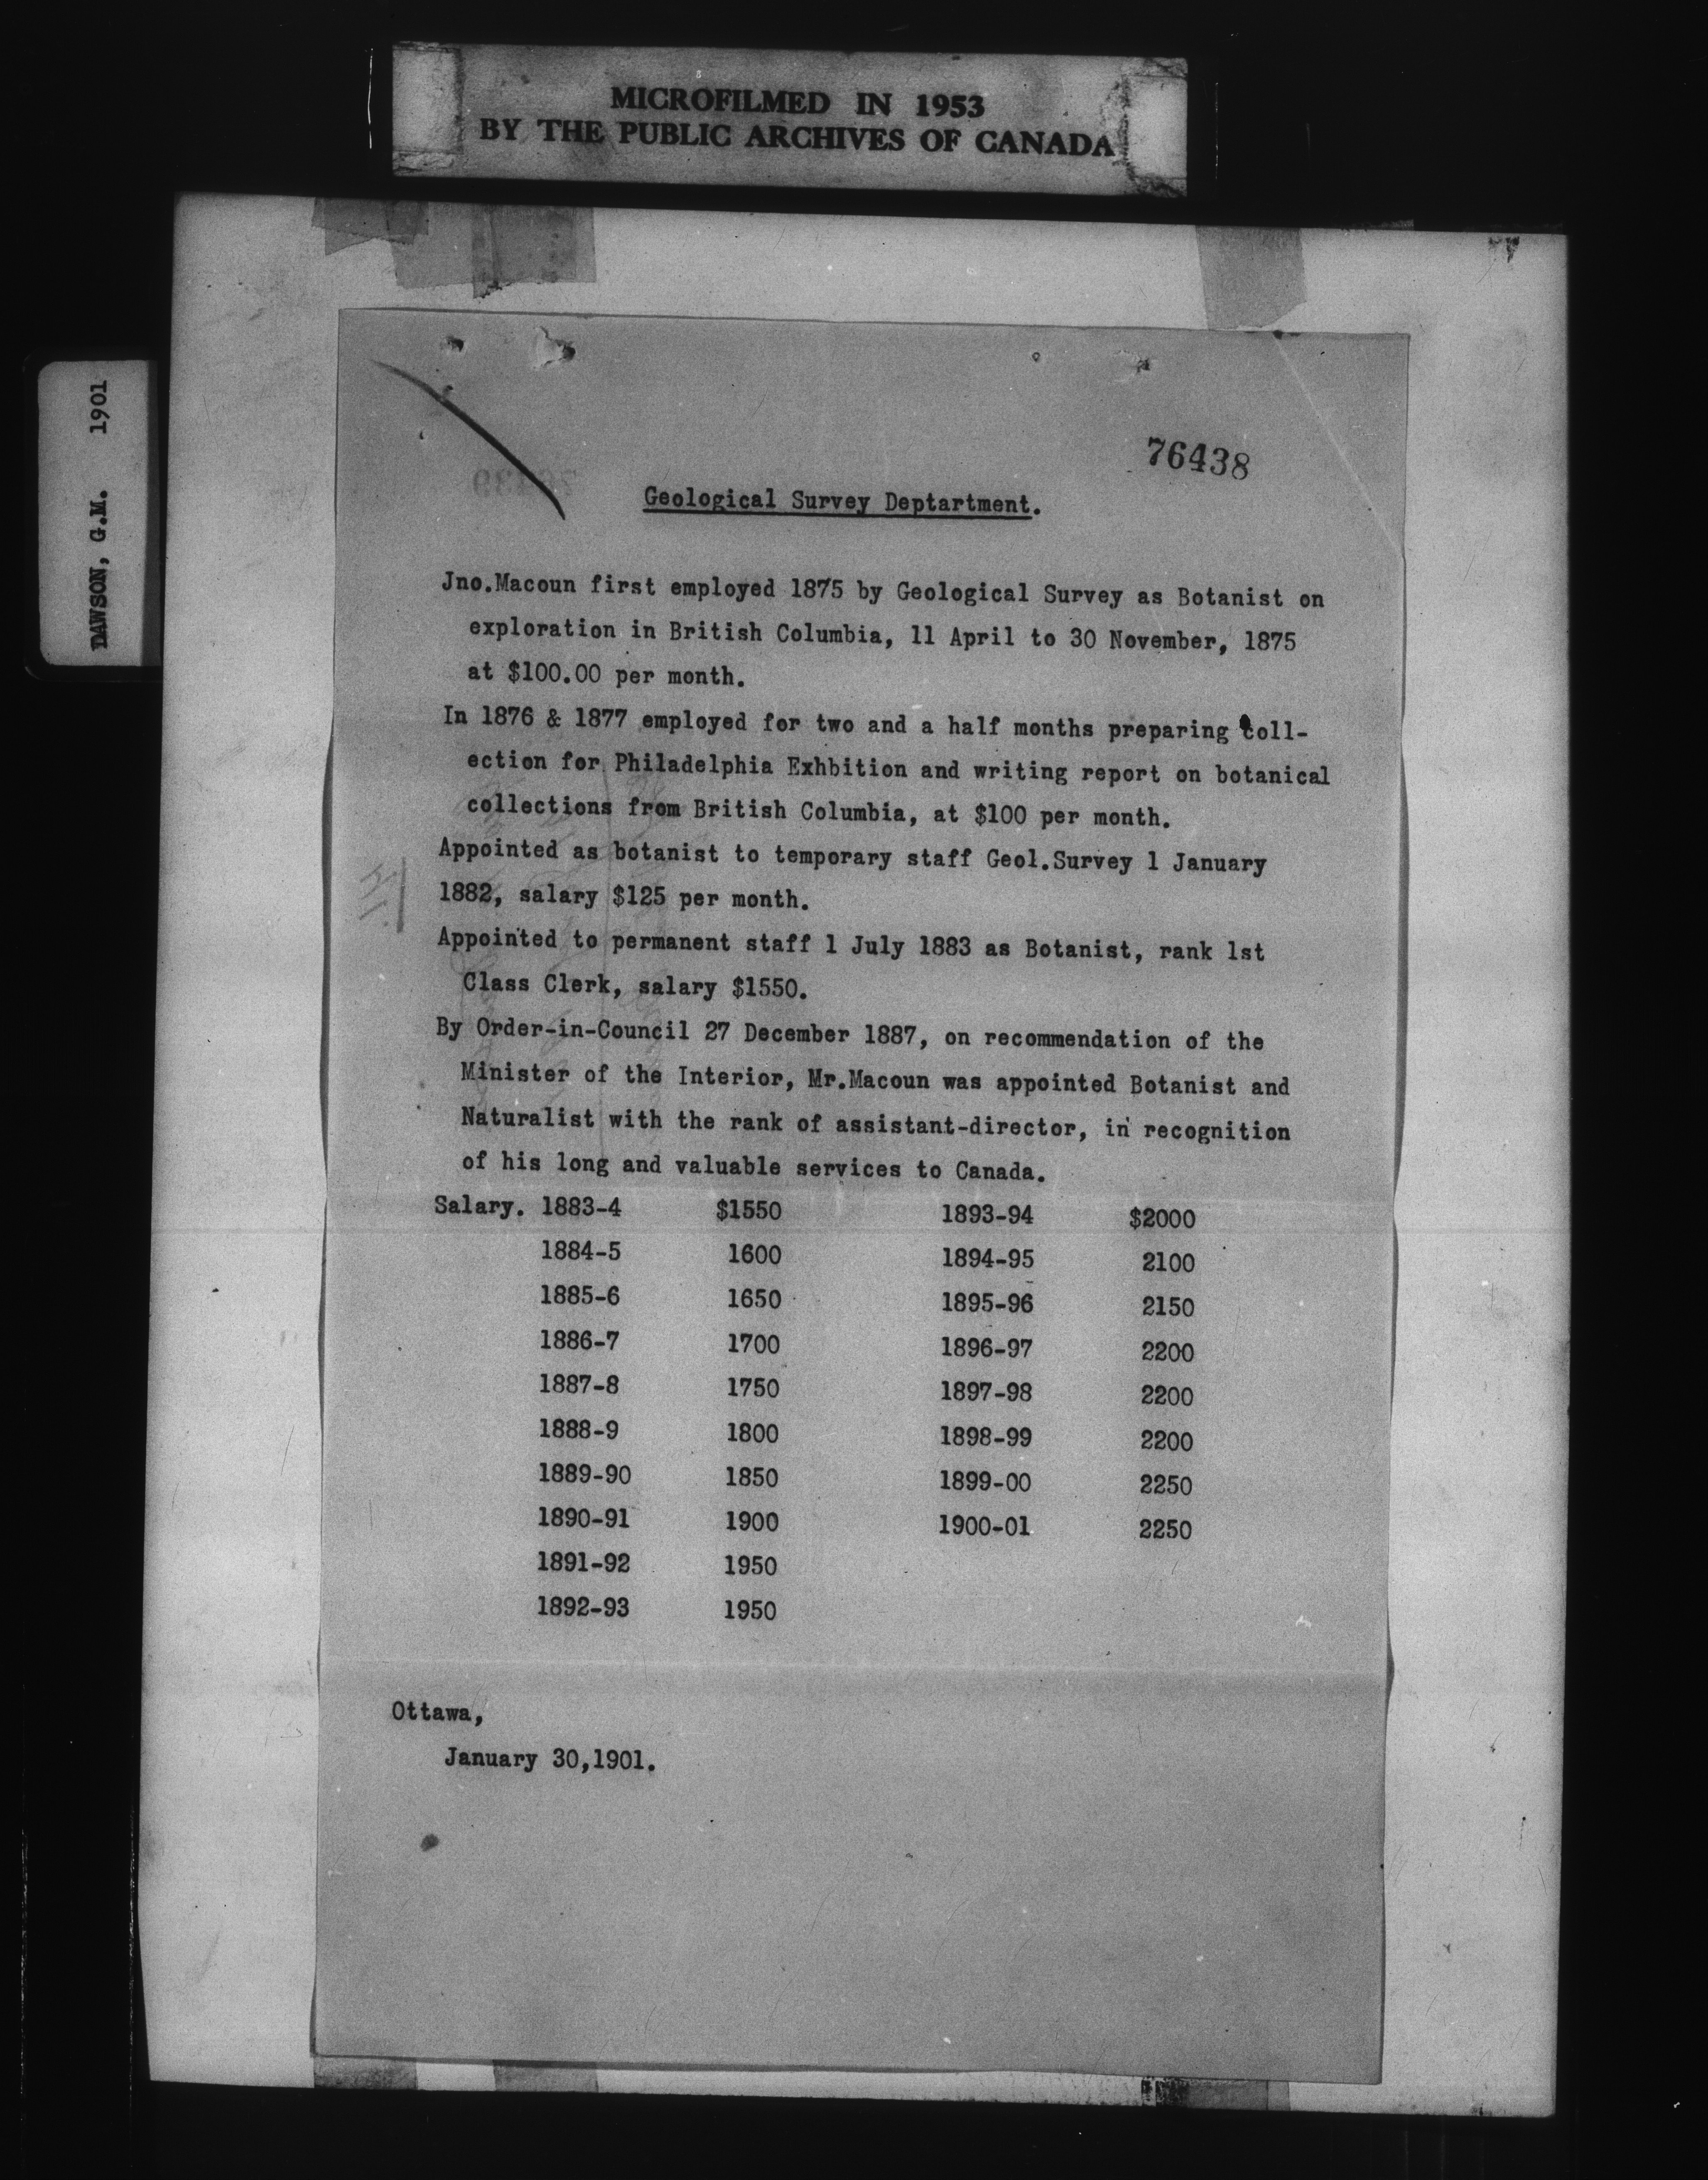 MICROFILMED IN 1953
BY THE PUBLIC ARCHIVES OF CANADA
DAWSON, G.M. 1901
76438
Geological Survey Deptartment.
Jno.Macoun first employed 1875 by Geological Survey as Botanist on
exploration in British Columbia, 11 April to 30 November, 1875
at $100.00 per month.
In 1876 & 1877 employed for two and a half months preparing coll-
ection for Philadelphia Exhbition and writing report on botanical
collections from British Columbia, at $100 per month.
Appointed as botanist to temporary staff Geol.Survey 1 January
1882, salary $125 per month.
Appointed to permanent staff 1 July 1883 as Botanist, rank 1st
Class Clerk, salary $1550.
By Order-in-Council 27 December 1887, on recommendation of the
Minister of the Interior, Mr.Macoun was appointed Botanist and
Naturalist with the rank of assistant-director, in recognition
of his long and valuable services to Canada.
Salary. 1883-4 $1550 1893-94 $2000
1884-5 1600 1894-95 2100
1885-6 1650 1895-96 2150
1886-7 1700 1896-97 2200
1887-8 1750 1897-98 2200
1888-9 1800 1898-99 2200
1889-90 1850 1899-00 2250
1890-91 1900 1900-01 2250
1891-92 1950
1892-93 1950
Ottawa,
January 30,1901.